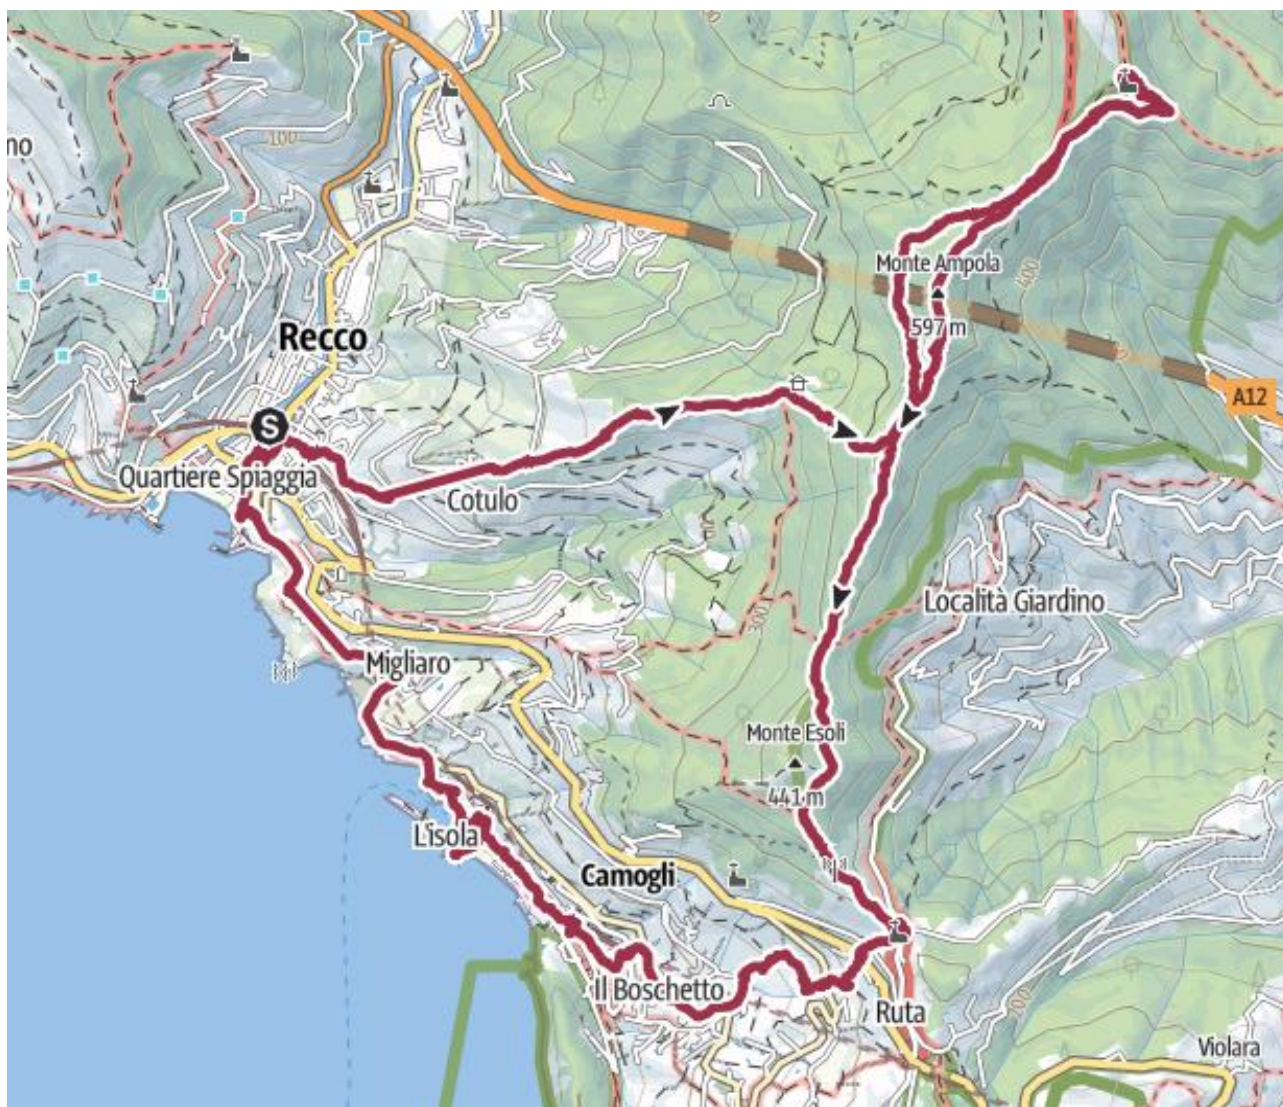 no
100
Monte Ampola
400
597 m
Recco
A12
S
Quartiere Spiaggia
Cotulo
300
Località Giardino
Migliaro
Monte Esoli
441 m
L'isola
Camogli
Il Boschetto
Ruta
200
Violara